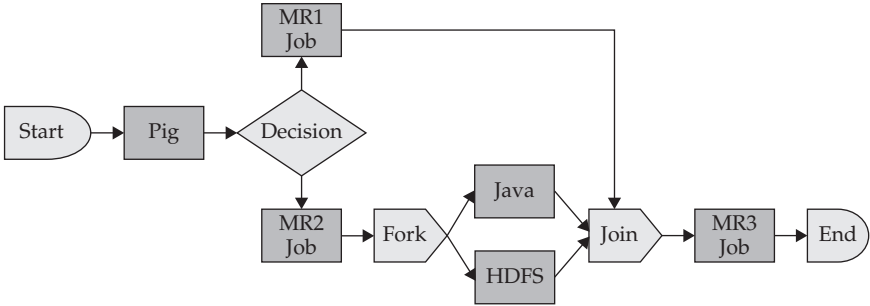 MR1
Job
Start
Pig
Decision
Java
MR2
Job
Fork
Join
MR3
Job
End
HDFS